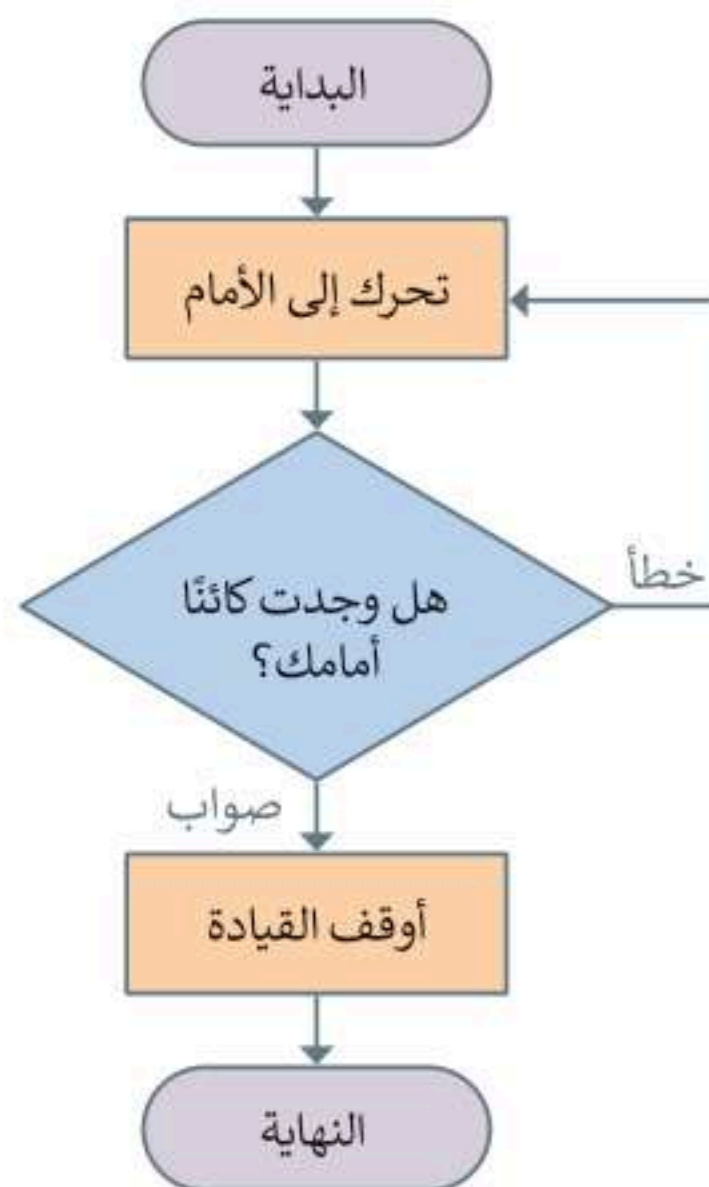 البداية
تحرك إلى الأمام
هل وجدت كائنًا
أمامك؟
خطأ
صواب
أوقف القيادة
النهاية